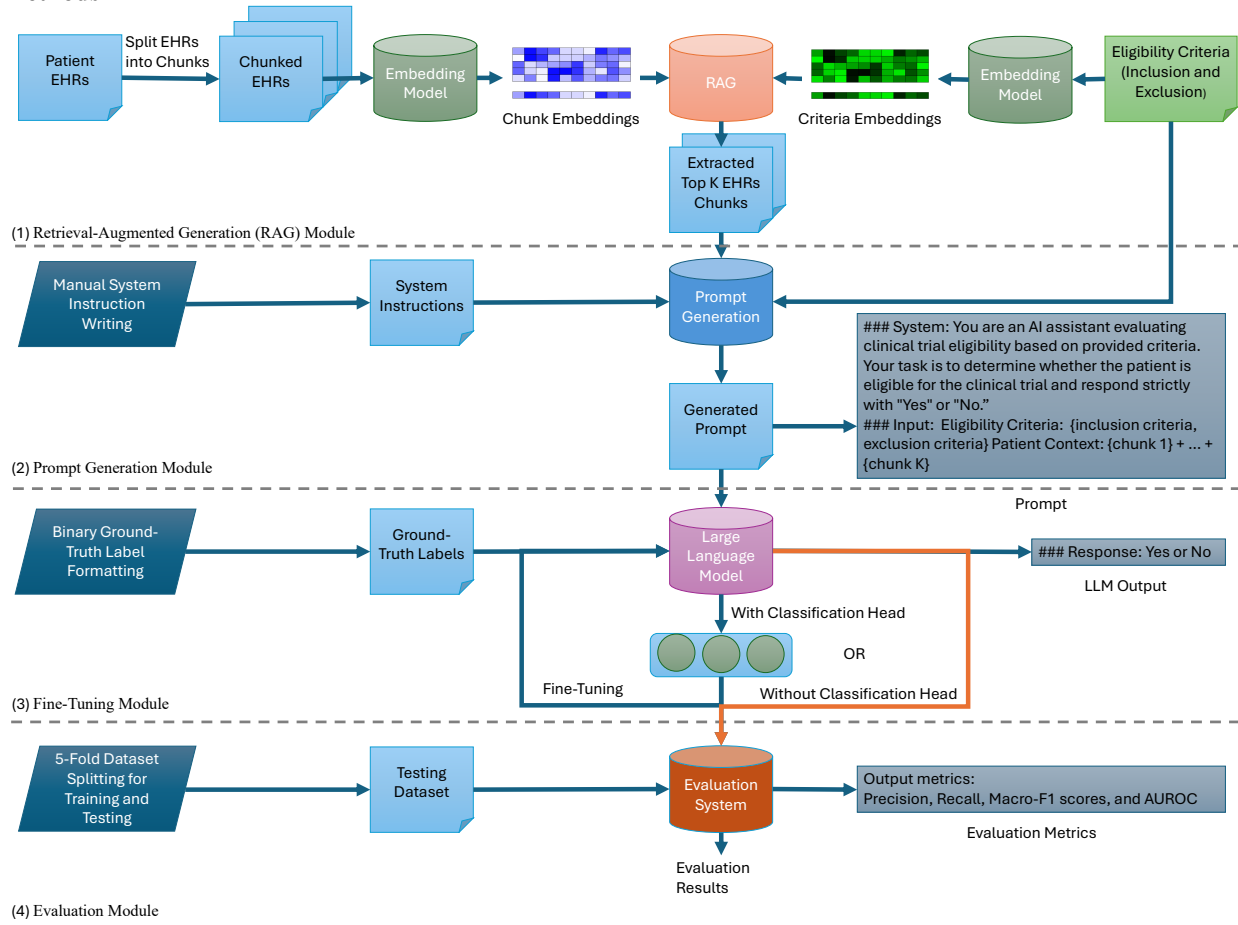 Patient
EHRs
Split EHRs
into Chunks
Chunked
EHRs
Embedding
Model
Chunk Embeddings
RAG
Criteria Embeddings
Embedding
Model
Eligibility Criteria
(Inclusion and
Exclusion)
Extracted
Top K EHRs
Chunks
(1) Retrieval-Augmented Generation (RAG) Module
Manual System
Instruction
Writing
System
Instructions
Prompt
Generation
### System: You are an AI assistant evaluating
clinical trial eligibility based on provided criteria.
Your task is to determine whether the patient is
eligible for the clinical trial and respond strictly
with "Yes" or "No.”
### Input:  Eligibility Criteria:  {inclusion criteria,
exclusion criteria} Patient Context: {chunk 1} + ... +
{chunk K}
Generated
Prompt
(2) Prompt Generation Module
Prompt
Binary Ground-
Truth Label
Formatting
Ground-
Truth Labels
Large
Language
Model
### Response: Yes or No
LLM Output
With Classification Head
OR
Fine-Tuning
Without Classification Head
(3) Fine-Tuning Module
5-Fold Dataset
Splitting for
Training and
Testing
Testing
Dataset
Evaluation
System
Output metrics:
Precision, Recall, Macro-F1 scores, and AUROC
Evaluation Metrics
Evaluation
Results
(4) Evaluation Module